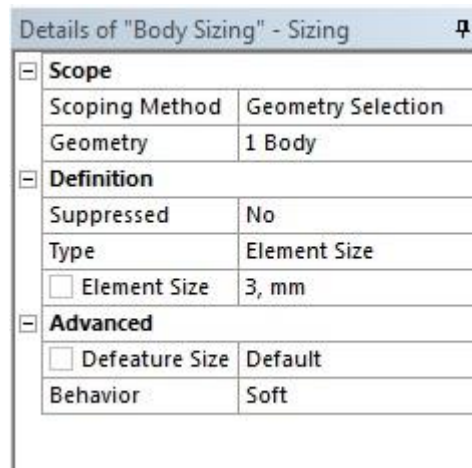 Details of "Body Sizing" - Sizing
Scope
Scoping Method Geometry Selection
Geometry 1 Body
Definition
Suppressed No
Type Element Size
Element Size 3, mm
Advanced
Defeature Size Default
Behavior Soft